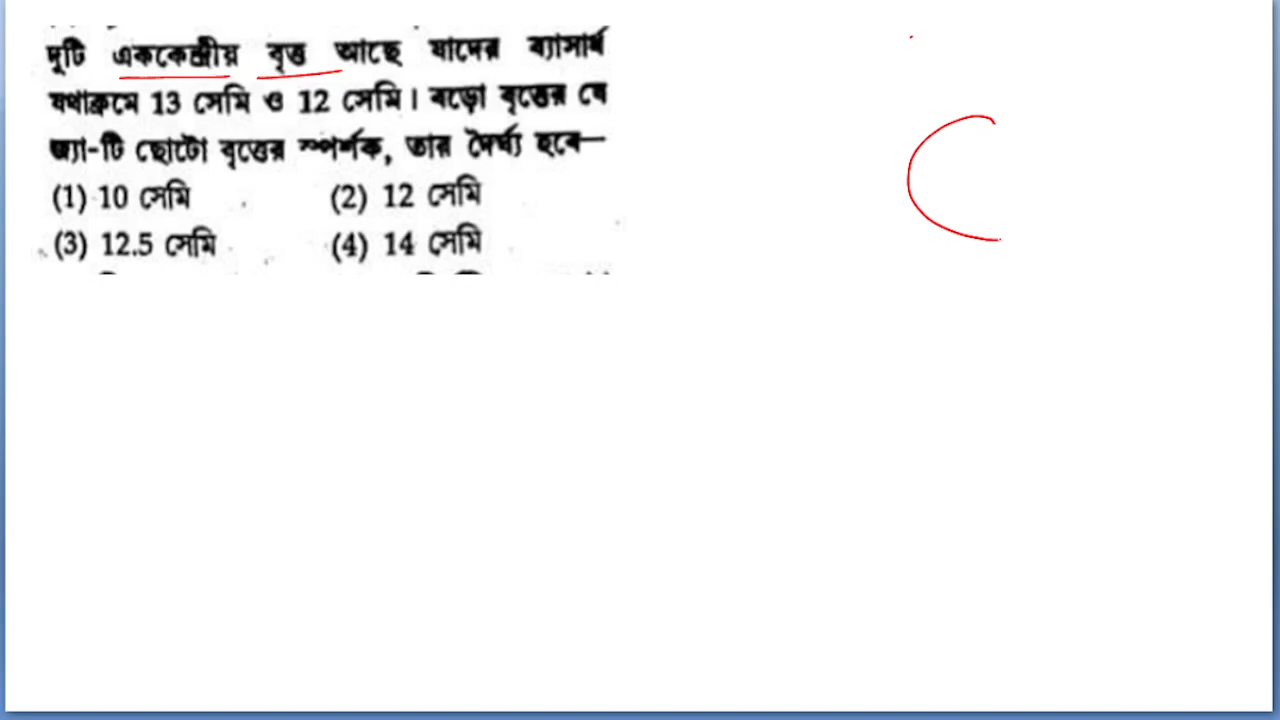 দুটি এককেন্দ্রীয় বৃত্ত আছে যাদের ব্যাসার্ধ
যথাক্রমে 13 সেমি ও 12 সেমি। বড়ো বৃত্তের যে
জ্যা-টি ছোটো বৃত্তের স্পর্শক, তার দৈর্ঘ্য হবে—
(1) 10 সেমি (2) 12 সেমি
(3) 12.5 সেমি (4) 14 সেমি